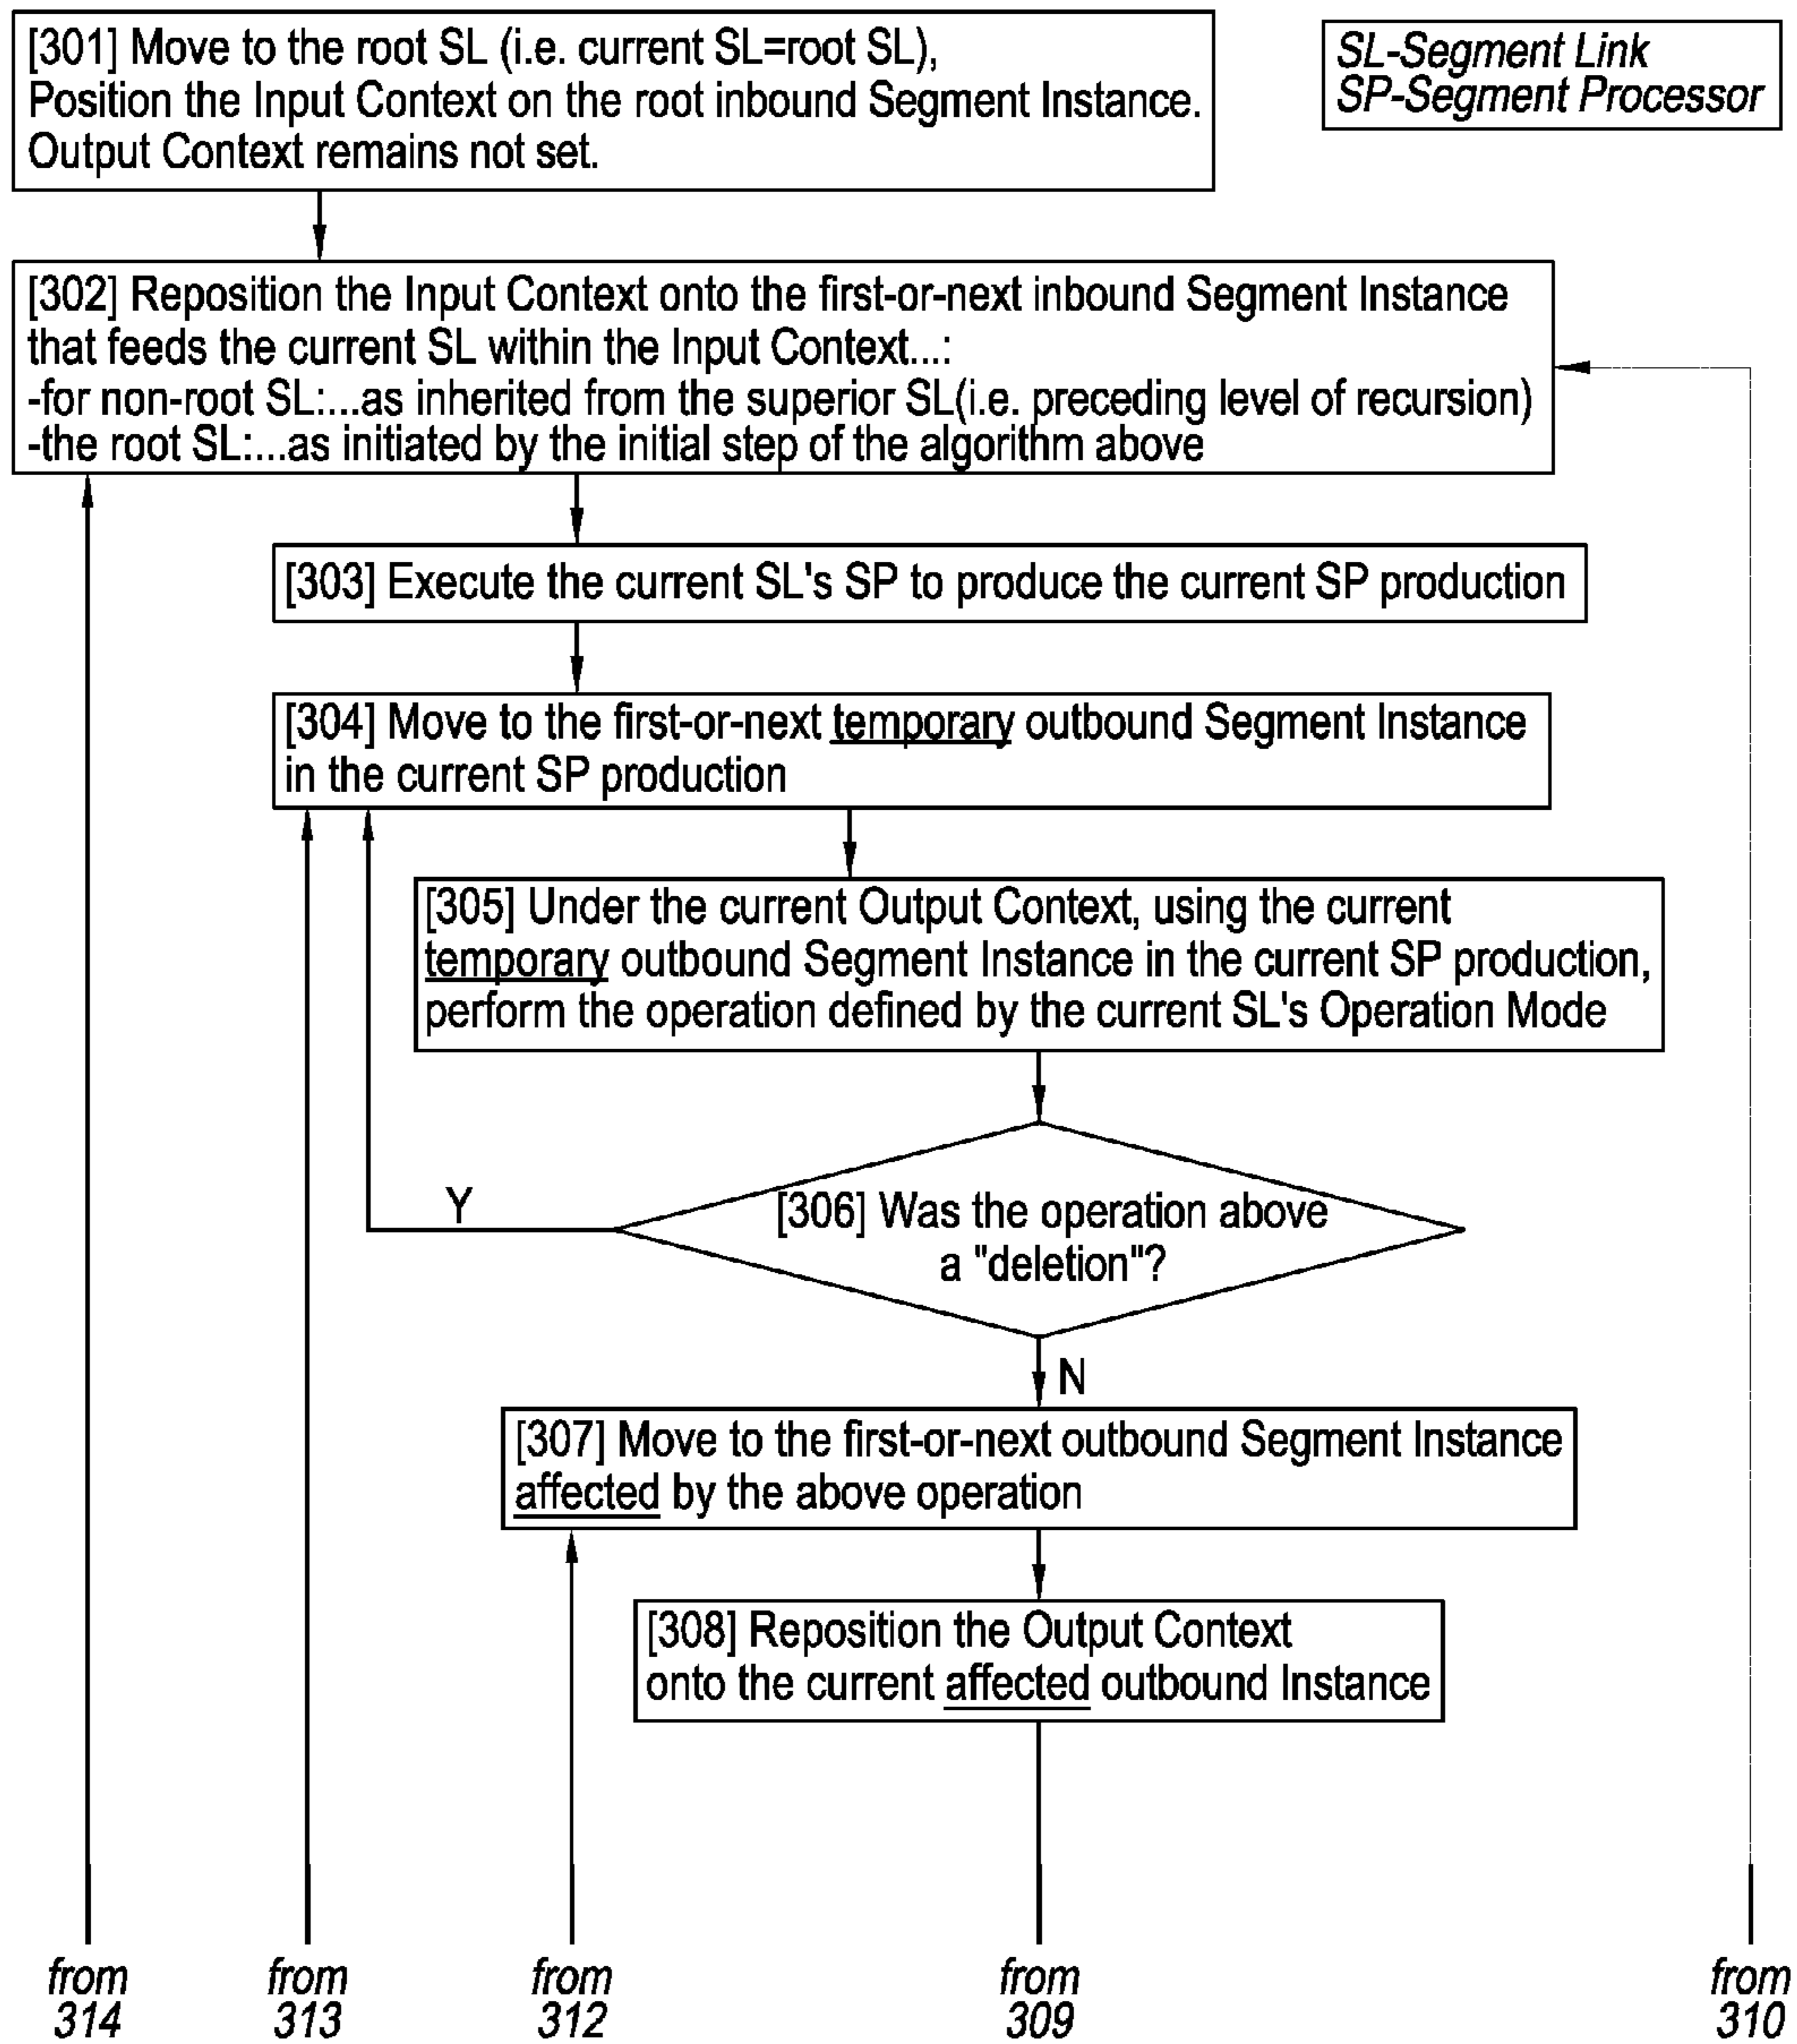 [301] Move to the root SL (i.e. current SL=root SL),
Position the Input Context on the root inbound Segment Instance.
Output Context remains not set.
SL-Segment Link
SP-Segment Processor
[302] Reposition the Input Context onto the first-or-next inbound Segment Instance
that feeds the current SL within the Input Context...:
-for non-root SL:...as inherited from the superior SL(i.e. preceding level of recursion)
-the root SL:...as initiated by the initial step of the algorithm above
[303] Execute the current SL's SP to produce the current SP production
[304] Move to the first-or-next temporary outbound Segment Instance
in the current SP production
[305] Under the current Output Context, using the current
temporary outbound Segment Instance in the current SP production,
perform the operation defined by the current SL's Operation Mode
Y
[306] Was the operation above
a "deletion"?
N
[307] Move to the first-or-next outbound Segment Instance
affected by the above operation
[308] Reposition the Output Context
onto the current affected outbound Instance
from
314
from
313
from
312
from
309
from
310